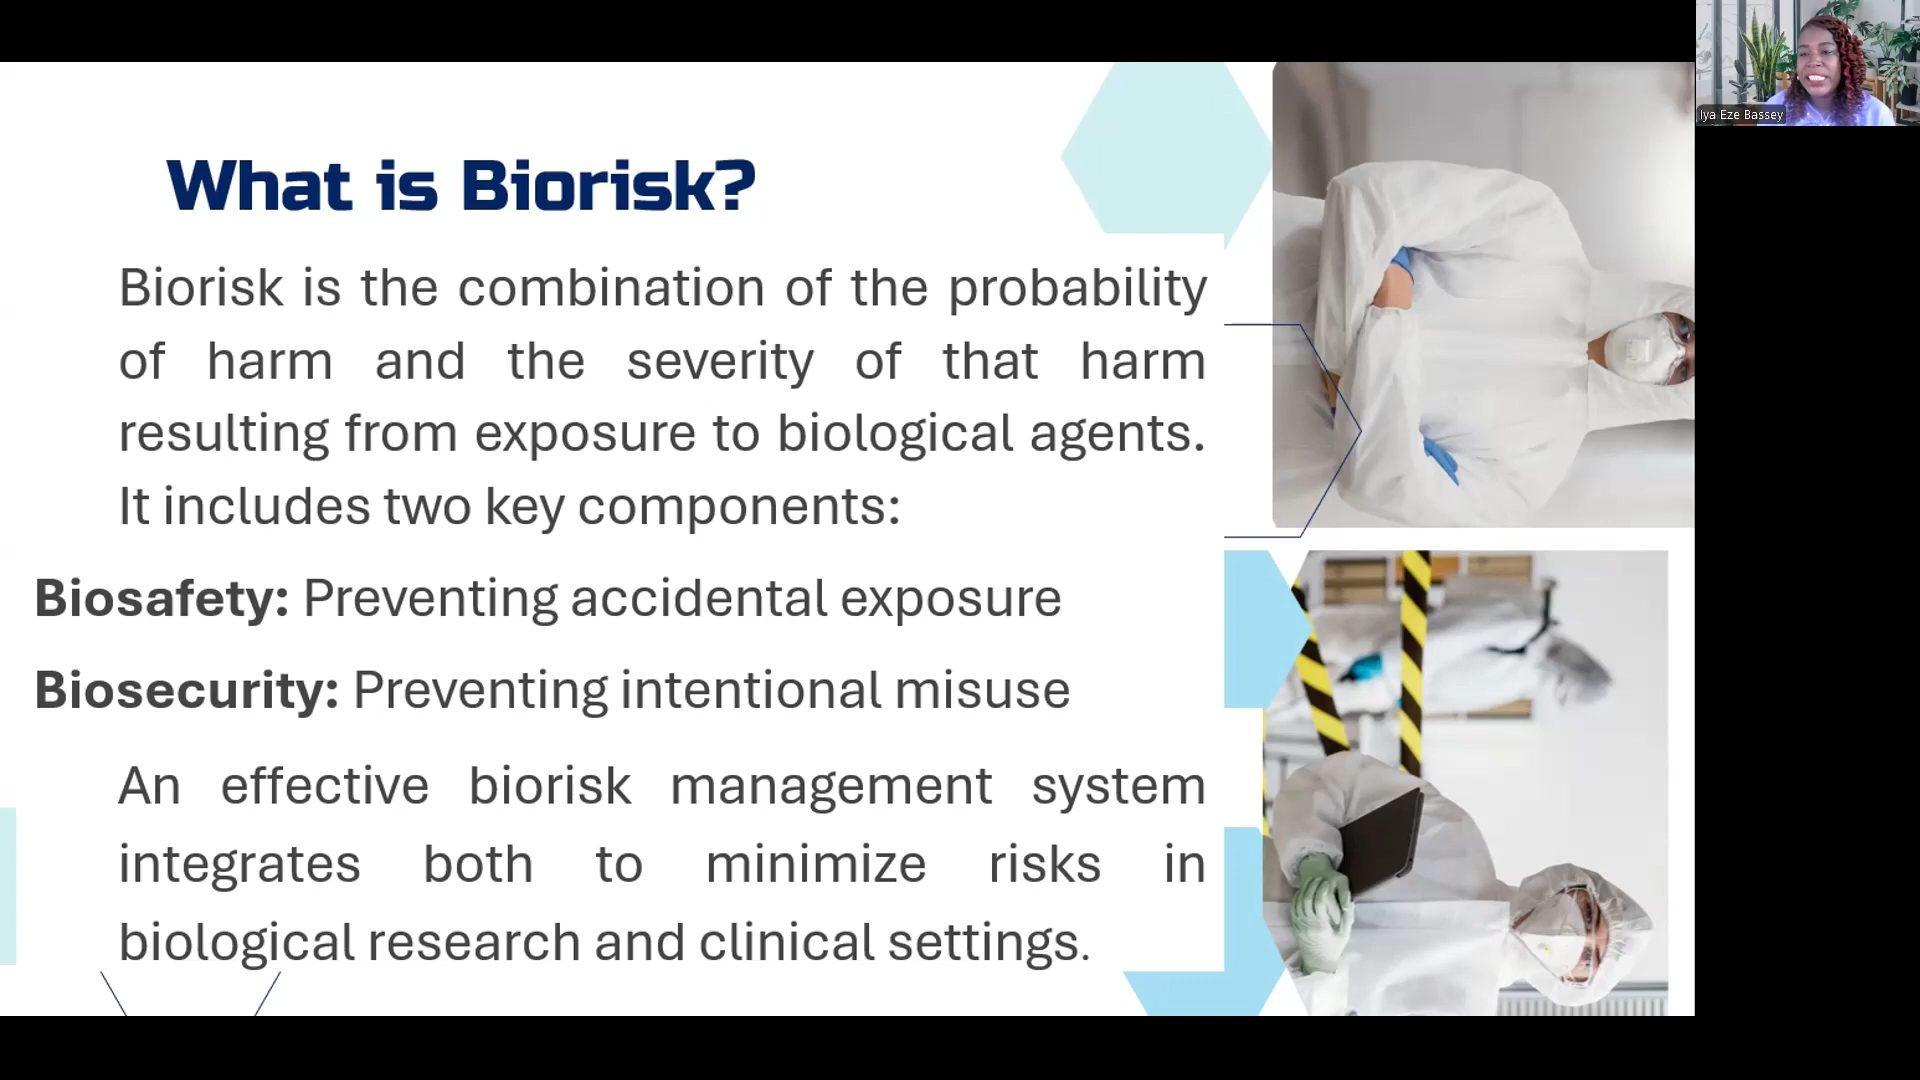 What is Biorisk?
Biorisk is the combination of the probability
of harm and the severity of that harm
resulting from exposure to biological agents.
It includes two key components:
Biosafety: Preventing accidental exposure
Biosecurity: Preventing intentional misuse
An effective biorisk management system
integrates both to minimize risks in
biological research and clinical settings.
Iya Eze Bassey